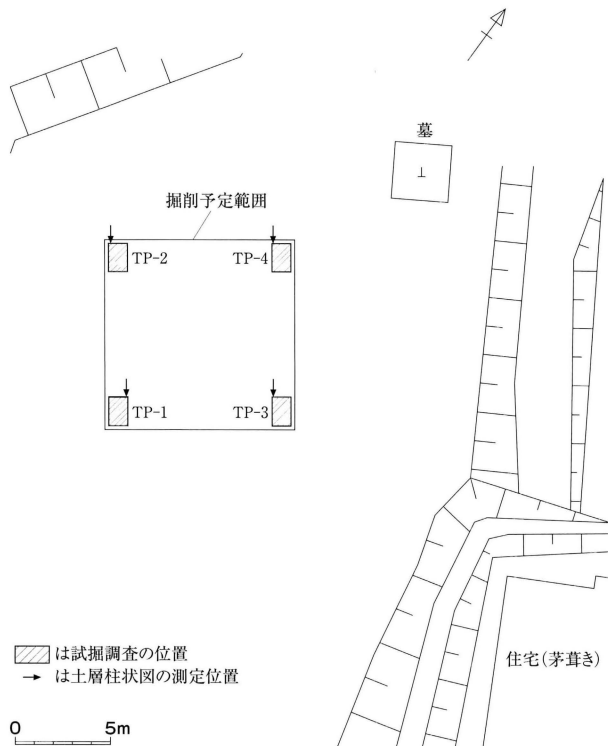 墓
掘削予定範囲
TP-2
TP-4
TP-1
TP-3
住宅(茅葺き)
は試掘調査の位置
は土層柱状図の測定位置
0 5m